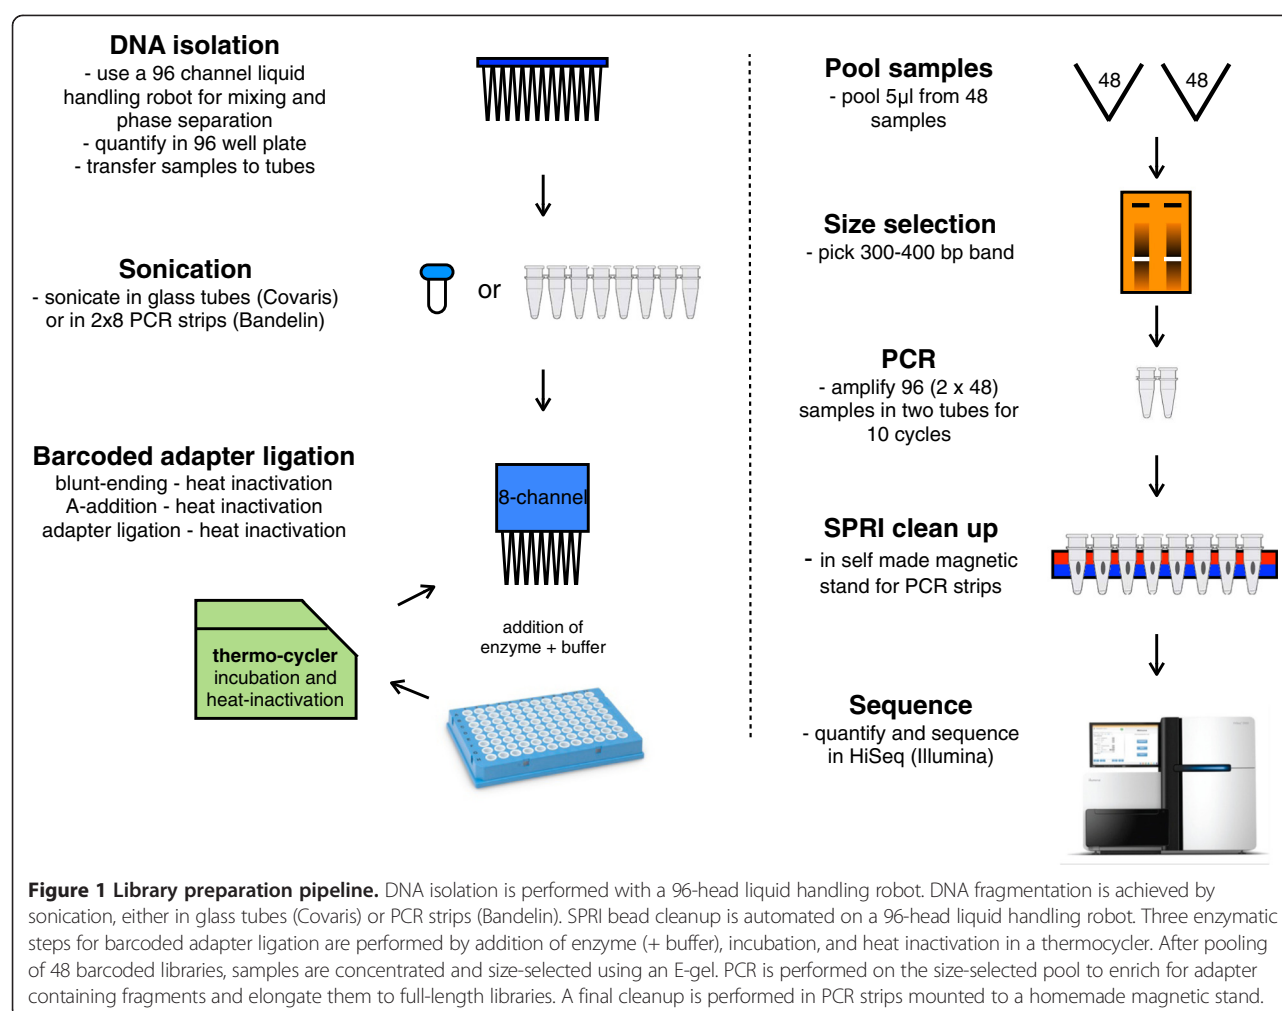 DNA isolation
- use a 96 channel liquid
handling robot for mixing and
phase separation
- quantify in 96 well plate
- transfer samples to tubes
Sonication
- sonicate in glass tubes (Covaris)
or in 2x8 PCR strips (Bandelin)
or
Barcoded adapter ligation
blunt-ending - heat inactivation
A-addition - heat inactivation
adapter ligation - heat inactivation
8-channel
addition of
enzyme + buffer
thermo-cycler
incubation and
heat-inactivation
Pool samples
- pool 5µl from 48
samples
48
48
Size selection
- pick 300-400 bp band
PCR
- amplify 96 (2 x 48)
samples in two tubes for
10 cycles
SPRI clean up
- in self made magnetic
stand for PCR strips
Sequence
- quantify and sequence
in HiSeq (Illumina)
Figure 1 Library preparation pipeline. DNA isolation is performed with a 96-head liquid handling robot. DNA fragmentation is achieved by
sonication, either in glass tubes (Covaris) or PCR strips (Bandelin). SPRI bead cleanup is automated on a 96-head liquid handling robot. Three enzymatic
steps for barcoded adapter ligation are performed by addition of enzyme (+ buffer), incubation, and heat inactivation in a thermocycler. After pooling
of 48 barcoded libraries, samples are concentrated and size-selected using an E-gel. PCR is performed on the size-selected pool to enrich for adapter
containing fragments and elongate them to full-length libraries. A final cleanup is performed in PCR strips mounted to a homemade magnetic stand.